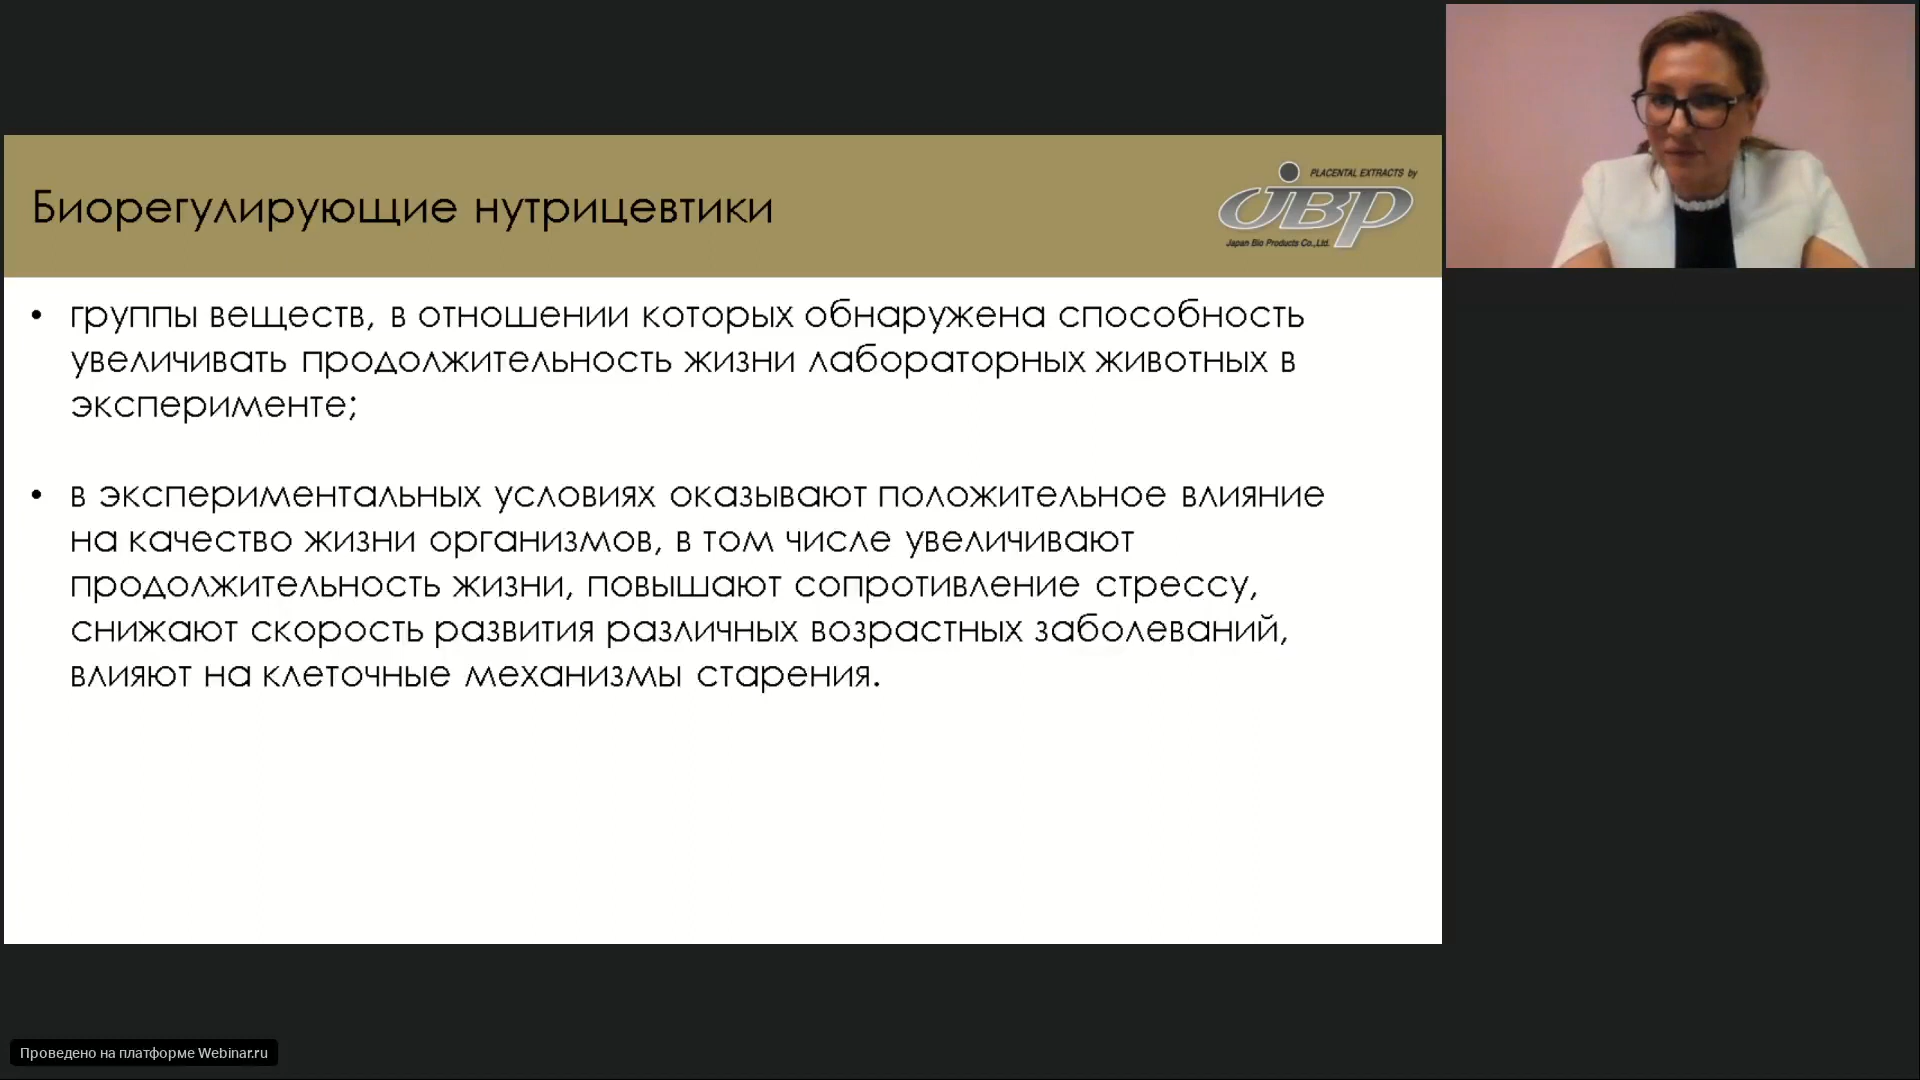 Биорегулирующие нутрицевтики
PLACENTAL EXTRACTS by
JBP
Japan Bio Products Co.,Ltd.
• группы веществ, в отношении которых обнаружена способность
увеличивать продолжительность жизни лабораторных животных в
эксперименте;
• в экспериментальных условиях оказывают положительное влияние
на качество жизни организмов, в том числе увеличивают
продолжительность жизни, повышают сопротивление стрессу,
снижают скорость развития различных возрастных заболеваний,
влияют на клеточные механизмы старения.
Проведено на платформе Webinar.ru